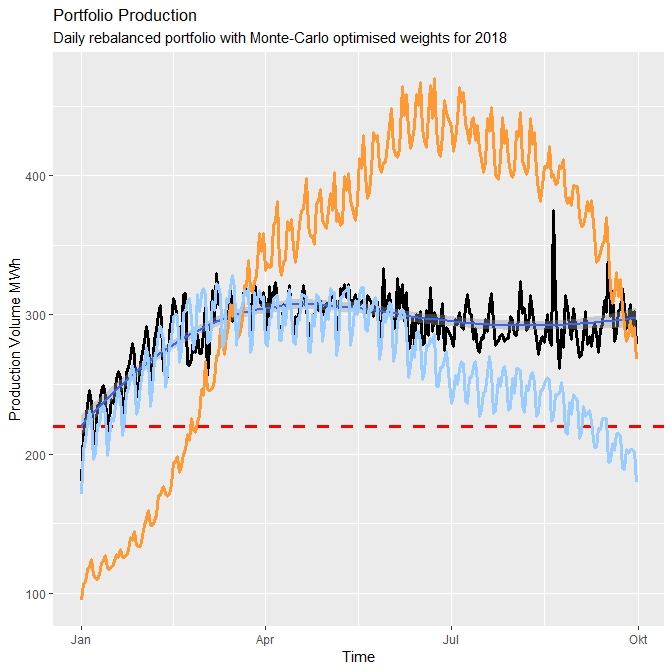 Portfolio Production
Daily rebalanced portfolio with Monte-Carlo optimised weights for 2018
Production Volume MWh
400
300
200
100
Jan
Apr
Jul
Okt
Time